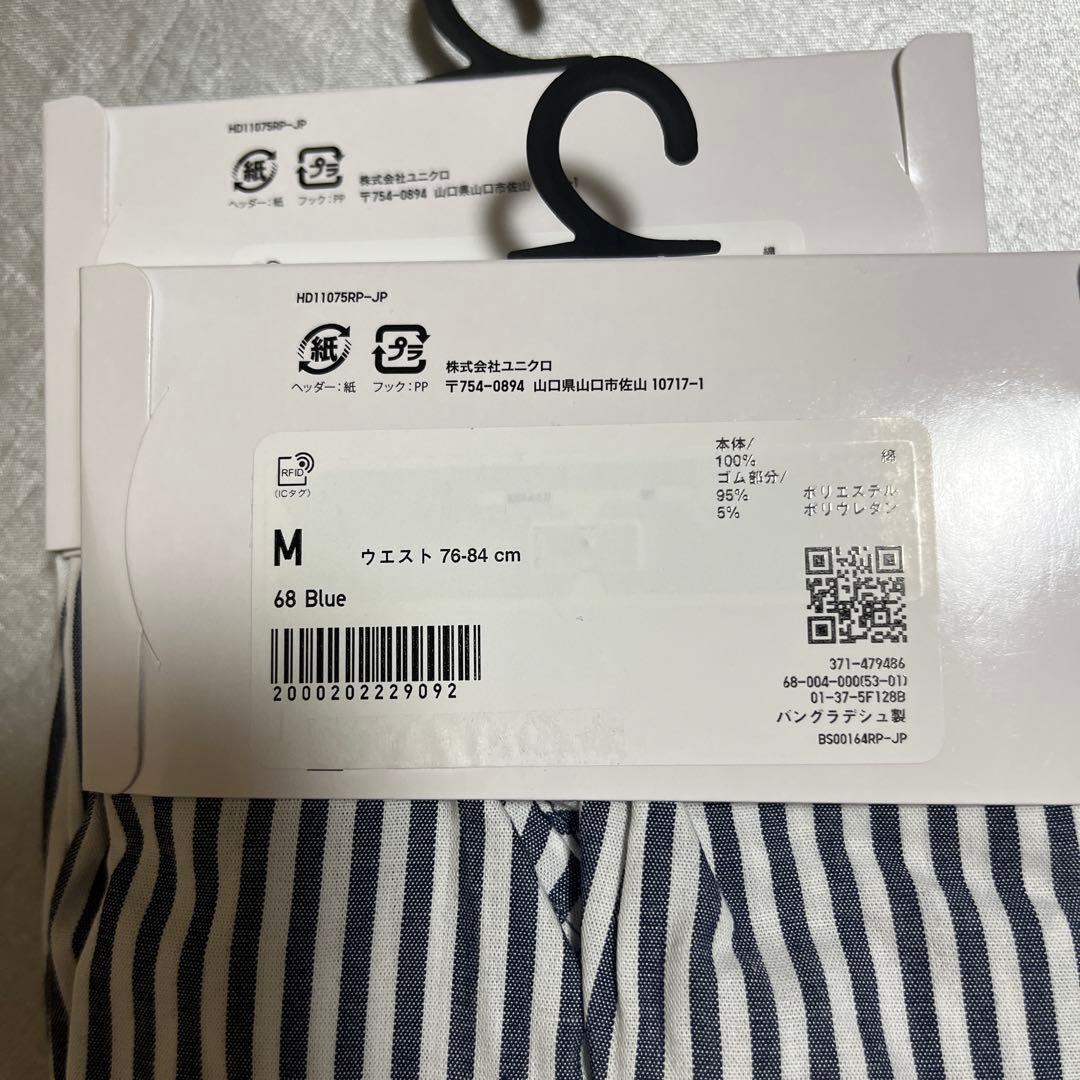 HD11075RP-JP
紙
プラ
ヘッダー：紙 フック：PP
株式会社ユニクロ
〒754-0894 山口県山口市佐山
-1
綿
HD11075RP-JP
紙
プラ
ヘッダー：紙 フック：PP
株式会社ユニクロ
〒754-0894 山口県山口市佐山 10717-1
RFID
(ICタグ)
本体/
100% 綿
ゴム部分/
95% ポリエステル
5% ポリウレタン
M ウエスト 76-84 cm
68 Blue
2000202229092
371-479486
68-004-000(53-01)
01-37-5F128B
バングラデシュ製
BS00164RP-JP